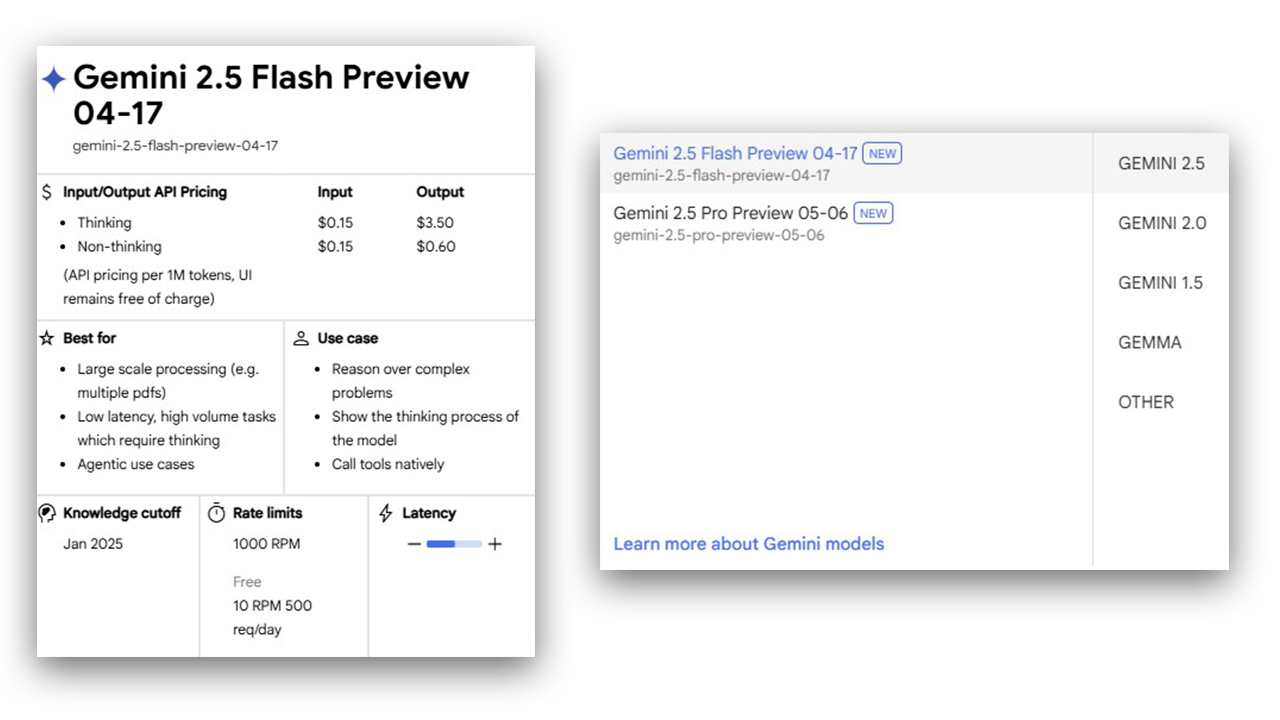 Gemini 2.5 Flash Preview
04-17
gemini-2.5-flash-preview-04-17
$ Input/Output API Pricing Input Output
• Thinking $0.15 $3.50
• Non-thinking $0.15 $0.60
(API pricing per 1M tokens, UI
remains free of charge)
Best for
• Large scale processing (e.g.
multiple pdfs)
• Low latency, high volume tasks
which require thinking
• Agentic use cases
Use case
• Reason over complex
problems
• Show the thinking process of
the model
• Call tools natively
Knowledge cutoff
Jan 2025
Rate limits
1000 RPM
Free
10 RPM 500
req/day
Latency
Gemini 2.5 Flash Preview 04-17 NEW
gemini-2.5-flash-preview-04-17
Gemini 2.5 Pro Preview 05-06 NEW
gemini-2.5-pro-preview-05-06
Learn more about Gemini models
GEMINI 2.5
GEMINI 2.0
GEMINI 1.5
GEMMA
OTHER